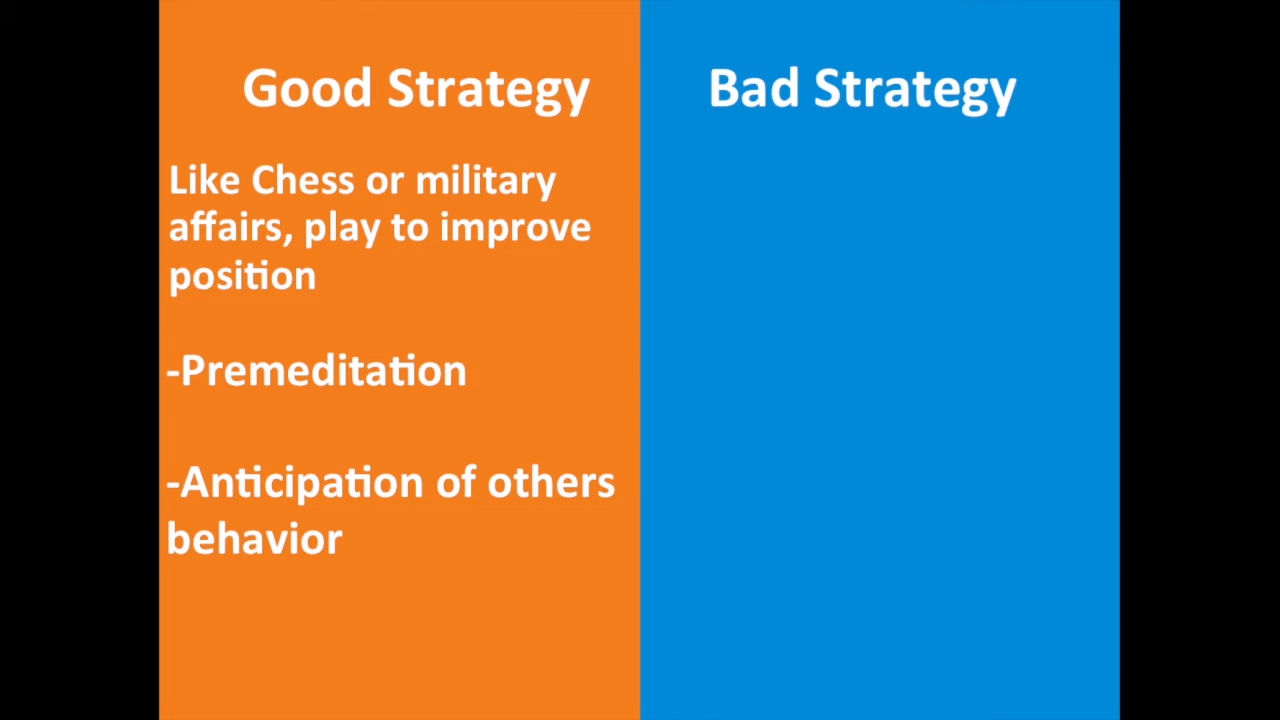 Good Strategy
Like Chess or military
affairs, play to improve
position
-Premeditation
-Anticipation of others
behavior
Bad Strategy